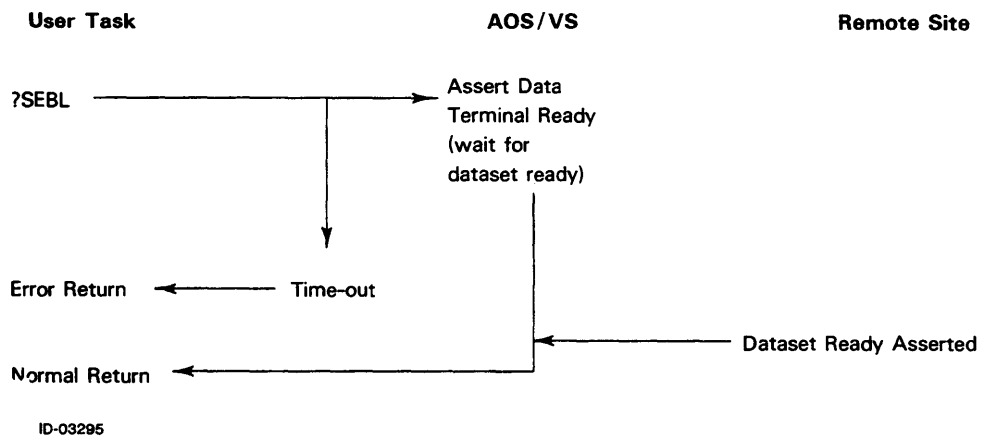 User Task AOS/VS Remote Site
?SEBL
Assert Data
Terminal Ready
(wait for
dataset ready)
Error Return Time-out
Dataset Ready Asserted
Normal Return
ID-03295